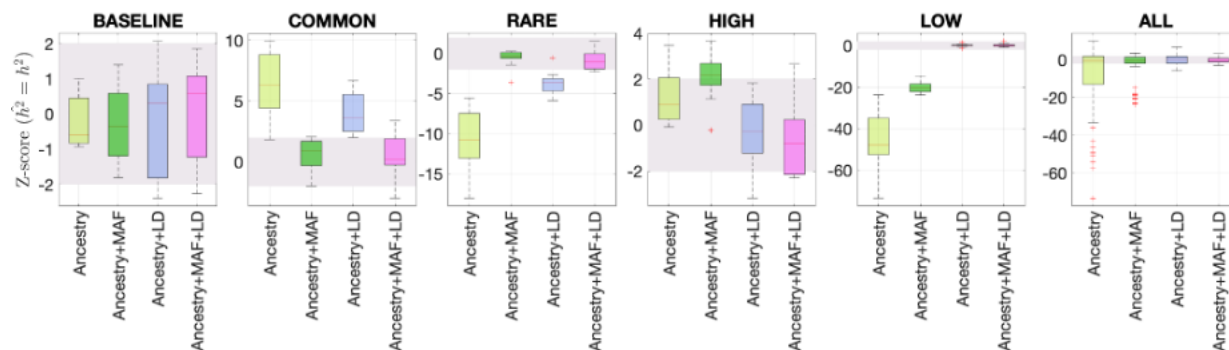 BASELINE
COMMON
RARE
HIGH
LOW
ALL
Z-score (ĥ² = h²)
2
1
0
-1
-2
10
5
0
0
-5
-10
-15
4
2
0
-2
0
-20
-40
-60
0
-20
-40
-60
Ancestry
Ancestry+MAF
Ancestry+LD
Ancestry+MAF+LD
Ancestry
Ancestry+MAF
Ancestry+LD
Ancestry+MAF+LD
Ancestry
Ancestry+MAF
Ancestry+LD
Ancestry+MAF+LD
Ancestry
Ancestry+MAF
Ancestry+LD
Ancestry+MAF+LD
Ancestry
Ancestry+MAF
Ancestry+LD
Ancestry+MAF+LD
Ancestry
Ancestry+MAF
Ancestry+LD
Ancestry+MAF+LD